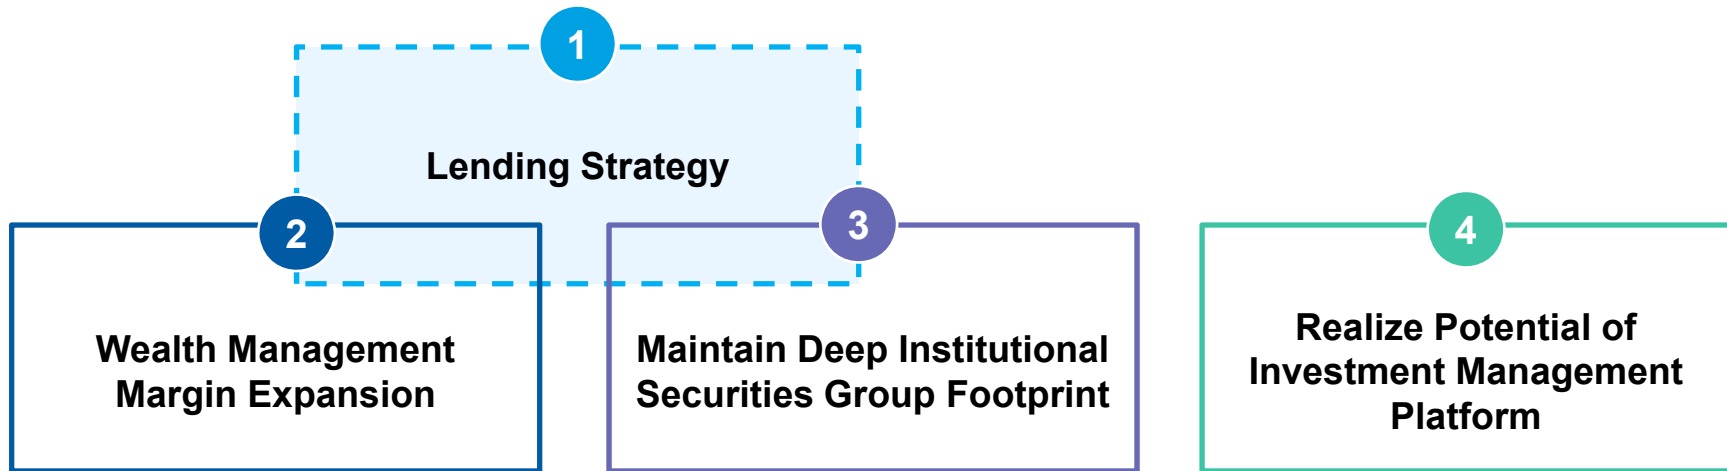 1
Lending Strategy
2
Wealth Management
Margin Expansion
3
Maintain Deep Institutional
Securities Group Footprint
4
Realize Potential of
Investment Management
Platform